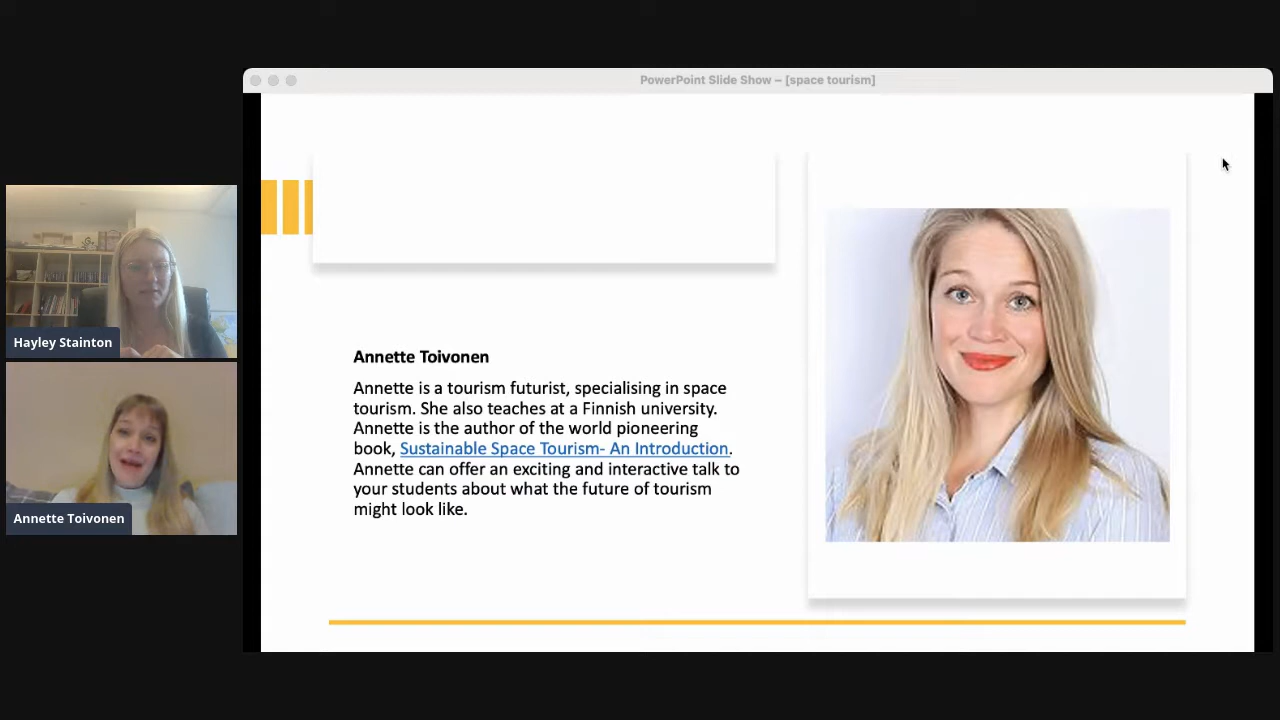 PowerPoint Slide Show – [space tourism]
Hayley Stainton
Annette Toivonen
Annette Toivonen
Annette is a tourism futurist, specialising in space
tourism. She also teaches at a Finnish university.
Annette is the author of the world pioneering
book, Sustainable Space Tourism- An Introduction.
Annette can offer an exciting and interactive talk to
your students about what the future of tourism
might look like.